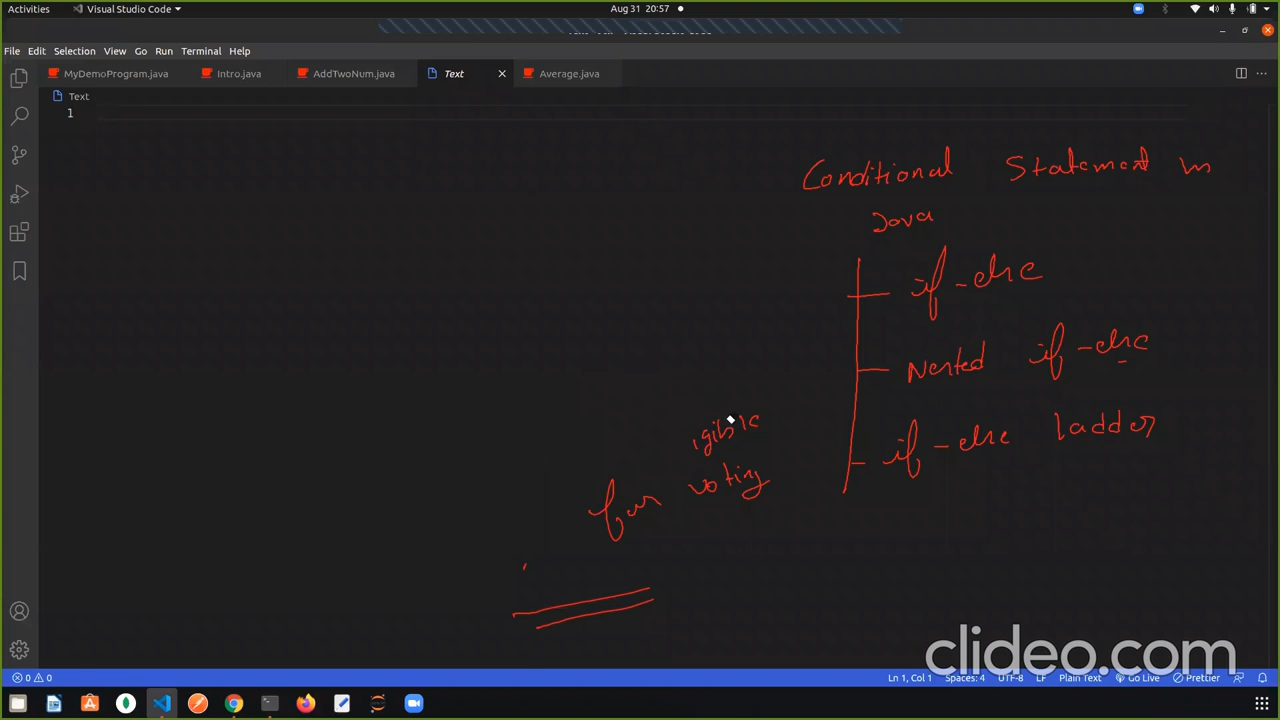 Activities
Visual Studio Code
Aug 31 20:57
File Edit Selection View Go Run Terminal Help
MyDemoProgram.java Intro.java AddTwoNum.java Text Average.java
Text
1
Conditional Statement in
Java
if-else
Nested if-else
if-else ladder
voting
for
clideo.com
0 0
Ln 1, Col 1 Spaces: 4 UTF-8 LF Plain Text Go Live Prettier